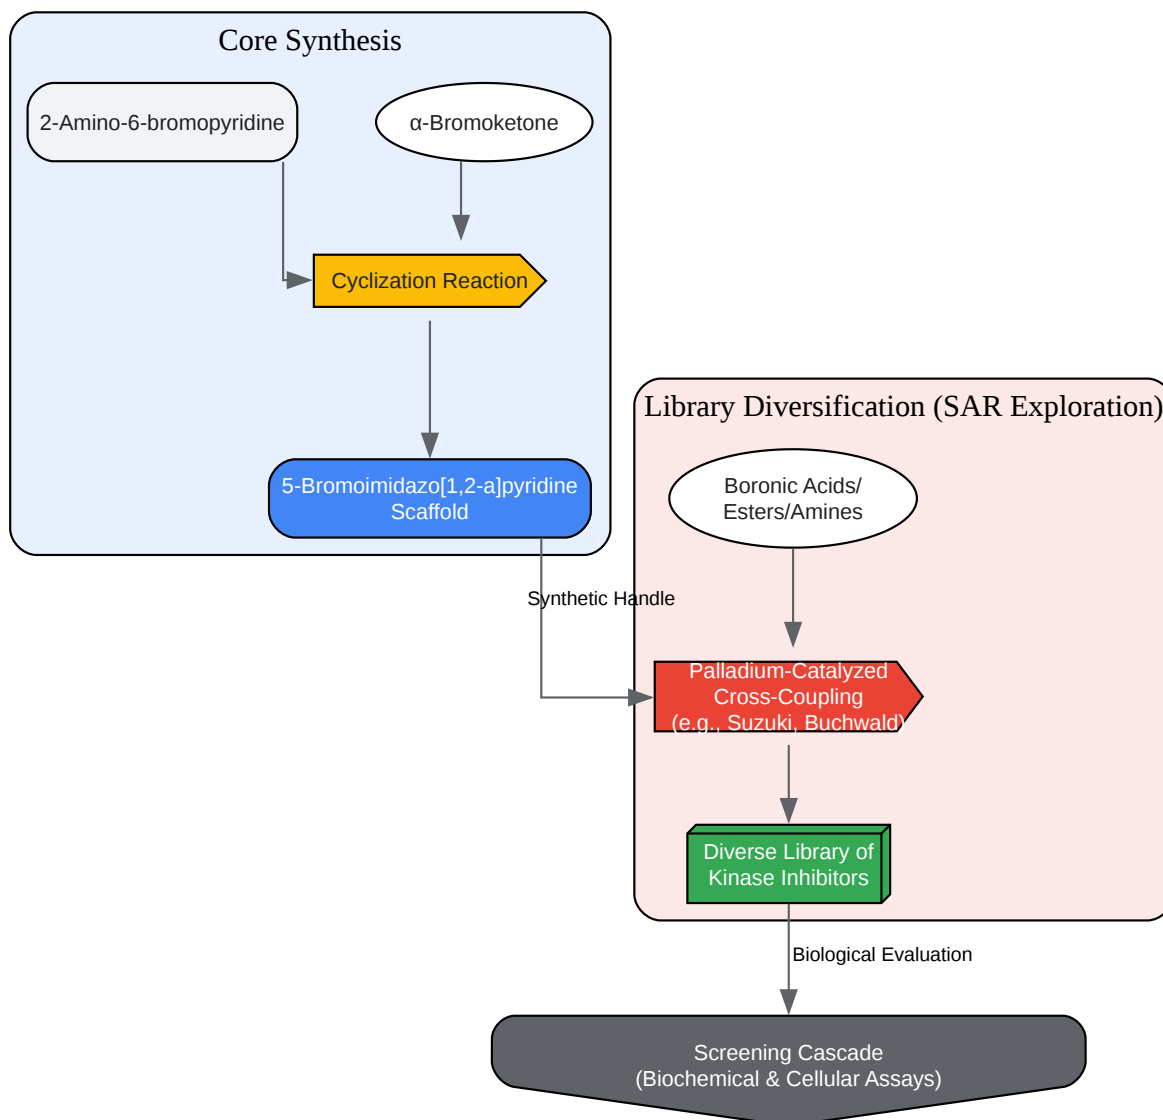 Core Synthesis
2-Amino-6-bromopyridine
α-Bromoketone
Cyclization Reaction
5-Bromoimidazo[1,2-a]pyridine
Scaffold
Library Diversification (SAR Exploration)
Boronic Acids/
Esters/Amines
Synthetic Handle
Palladium-Catalyzed
Cross-Coupling
(e.g., Suzuki, Buchwald)
Diverse Library of
Kinase Inhibitors
Biological Evaluation
Screening Cascade
(Biochemical & Cellular Assays)